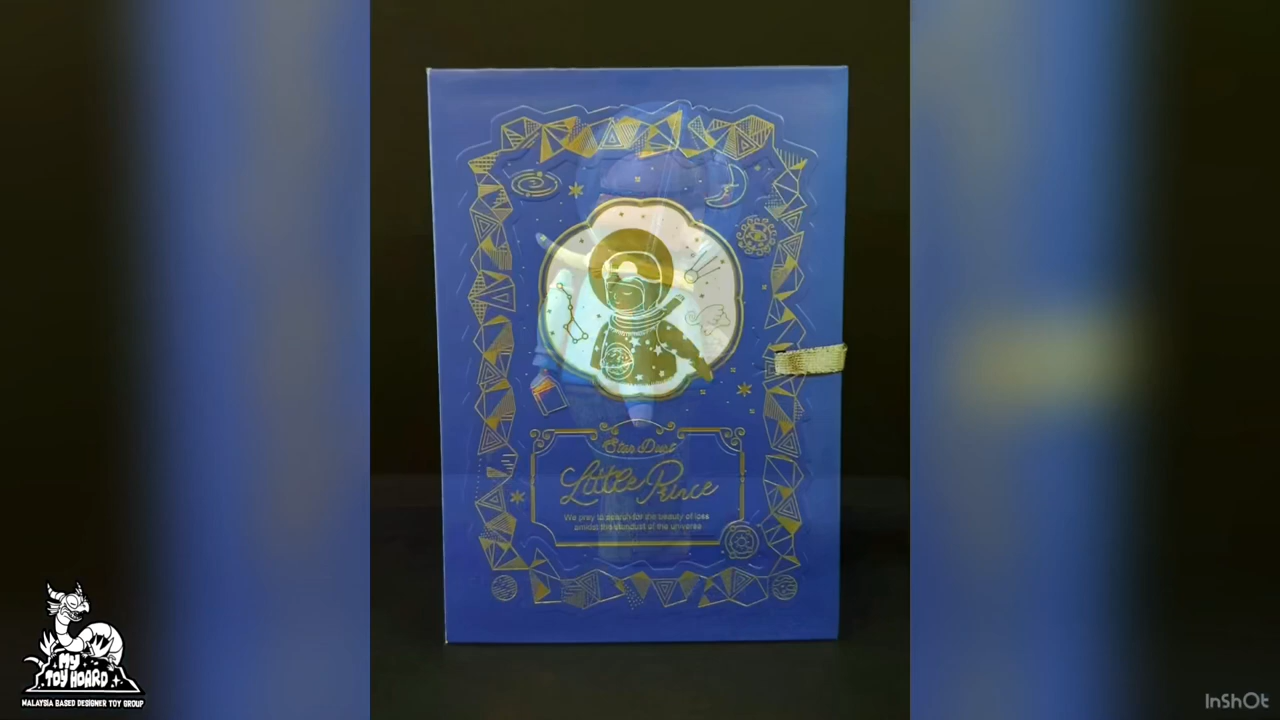 Star Dust
Little Prince
We pray to search for the beauty of loss
amidst the stardust of the universe
MY
TOY HOARD
MALAYSIA BASED DESIGNER TOY GROUP
InShOt